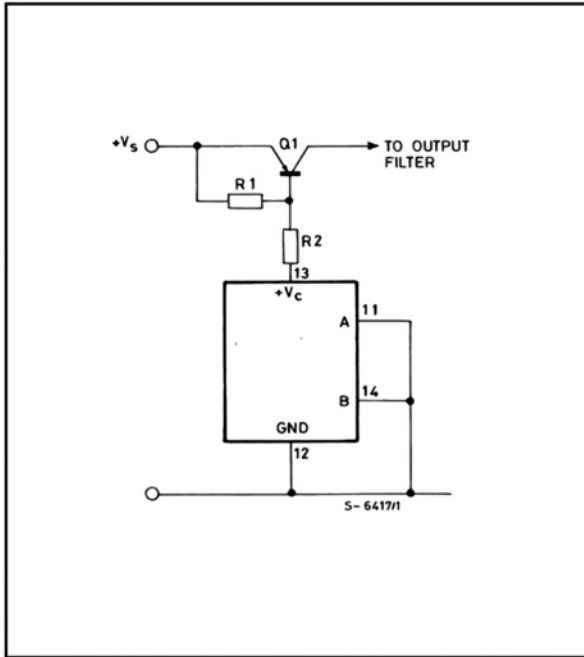 +Vs
Q1
TO OUTPUT
FILTER
R1
R2
13
+Vc
11
A
14
B
GND
12
S-6417/1